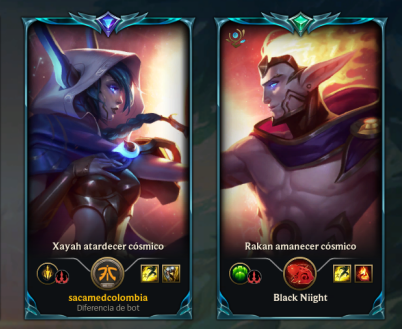 Xayah atardecer cósmico
sacamedcolombia
Diferencia de bot
Rakan amanecer cósmico
Black Niight